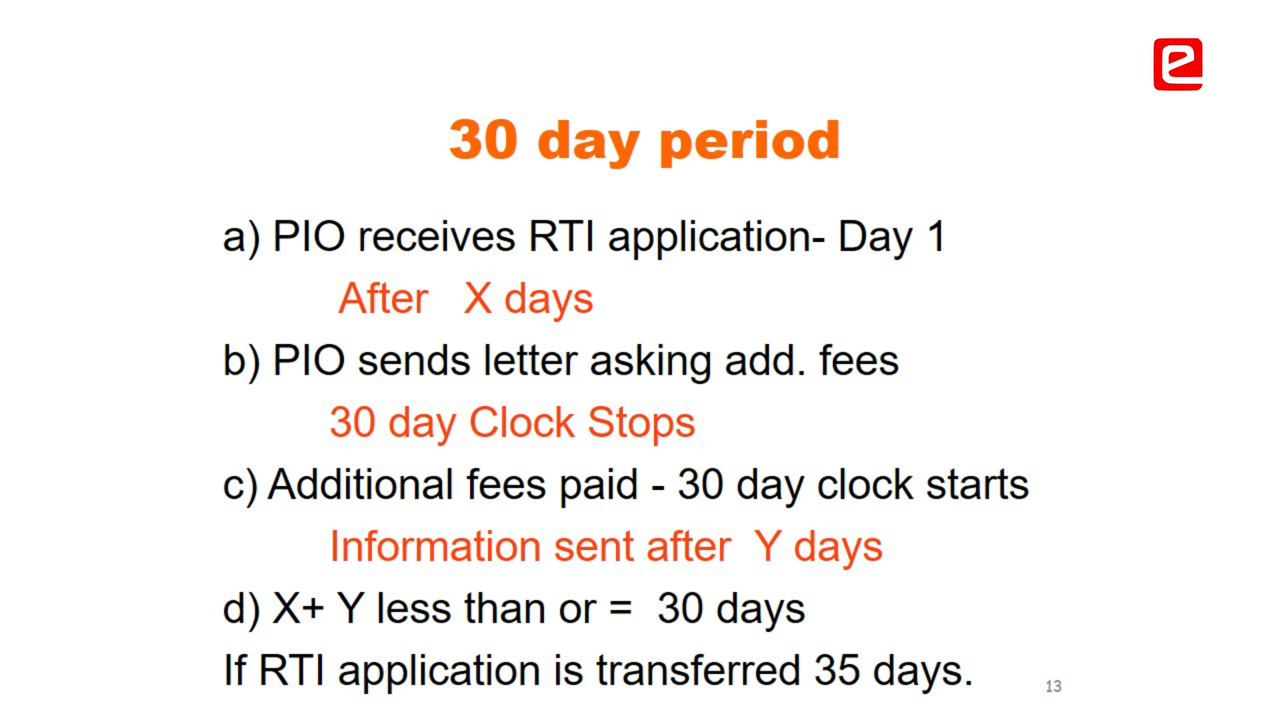 e
30 day period
a) PIO receives RTI application- Day 1
After X days
b) PIO sends letter asking add. fees
30 day Clock Stops
c) Additional fees paid - 30 day clock starts
Information sent after Y days
d) X+ Y less than or = 30 days
If RTI application is transferred 35 days.
13